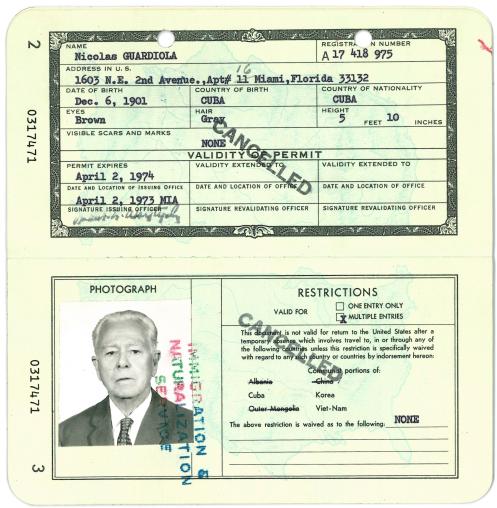 2
NAME
Nicolas GUARDIOLA
REGISTRATION NUMBER
A 17 418 975
ADDRESS IN U. S.
16
1603 N.E. 2nd Avenue.,Apt# 11 Miami,Florida 33132
DATE OF BIRTH COUNTRY OF BIRTH COUNTRY OF NATIONALITY
Dec. 6, 1901 CUBA CUBA
EYES HAIR HEIGHT
Brown Gray 5 FEET 10 INCHES
VISIBLE SCARS AND MARKS
NONE
CANCELLED
VALIDITY OF PERMIT
PERMIT EXPIRES VALIDITY EXTENDED TO VALIDITY EXTENDED TO
April 2, 1974
DATE AND LOCATION OF ISSUING OFFICE DATE AND LOCATION OF OFFICE DATE AND LOCATION OF OFFICE
April 2, 1973 MIA
SIGNATURE ISSUING OFFICER SIGNATURE REVALIDATING OFFICER SIGNATURE REVALIDATING OFFICER
0317471
PHOTOGRAPH
IMMIGRATION &
NATURALIZATION
SERVICE
RESTRICTIONS
VALID FOR
ONE ENTRY ONLY
X MULTIPLE ENTRIES
CANCELLED
This document is not valid for return to the United States after a
temporary absence which involves travel to, in or through any of
the following countries unless this restriction is specifically waived
with regard to any such country or countries by indorsement hereon:
Communist portions of:
Albania China
Cuba Korea
Outer Mongolia Viet-Nam
The above restriction is waived as to the following: NONE
0317471
3